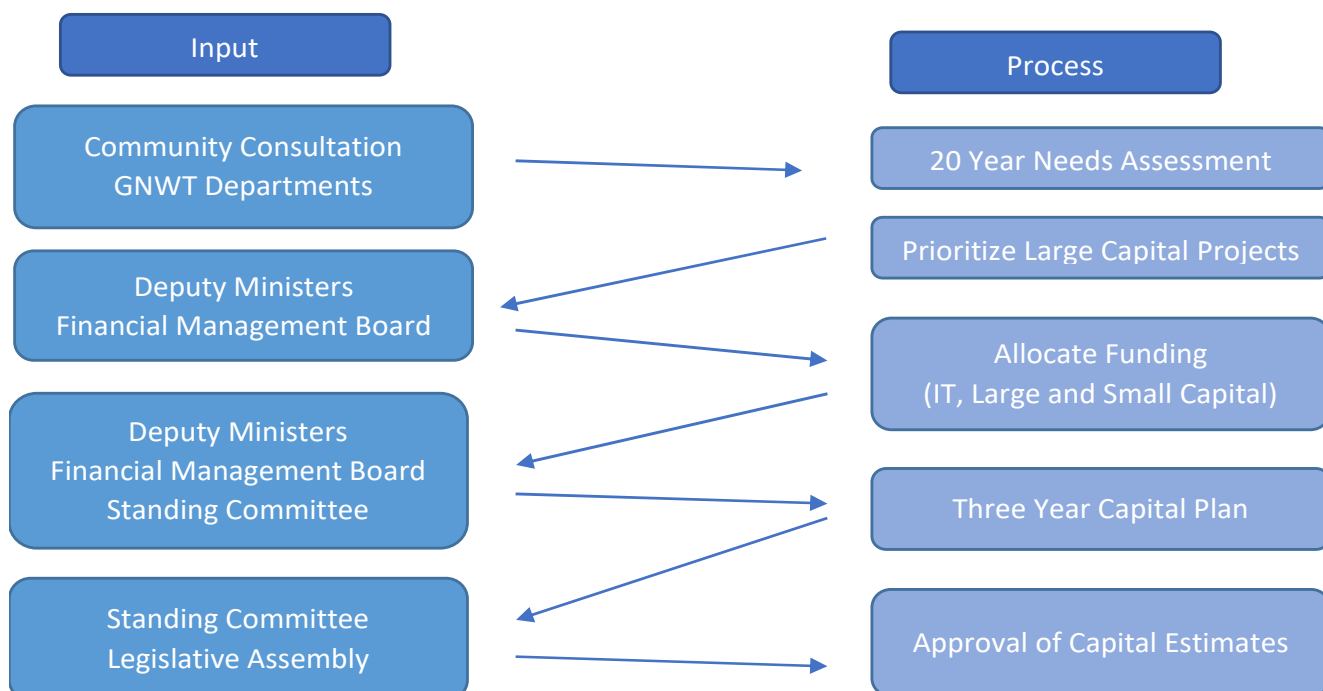 Input
Process
Community Consultation
GNWT Departments
20 Year Needs Assessment
Prioritize Large Capital Projects
Deputy Ministers
Financial Management Board
Allocate Funding
(IT, Large and Small Capital)
Deputy Ministers
Financial Management Board
Standing Committee
Three Year Capital Plan
Standing Committee
Legislative Assembly
Approval of Capital Estimates